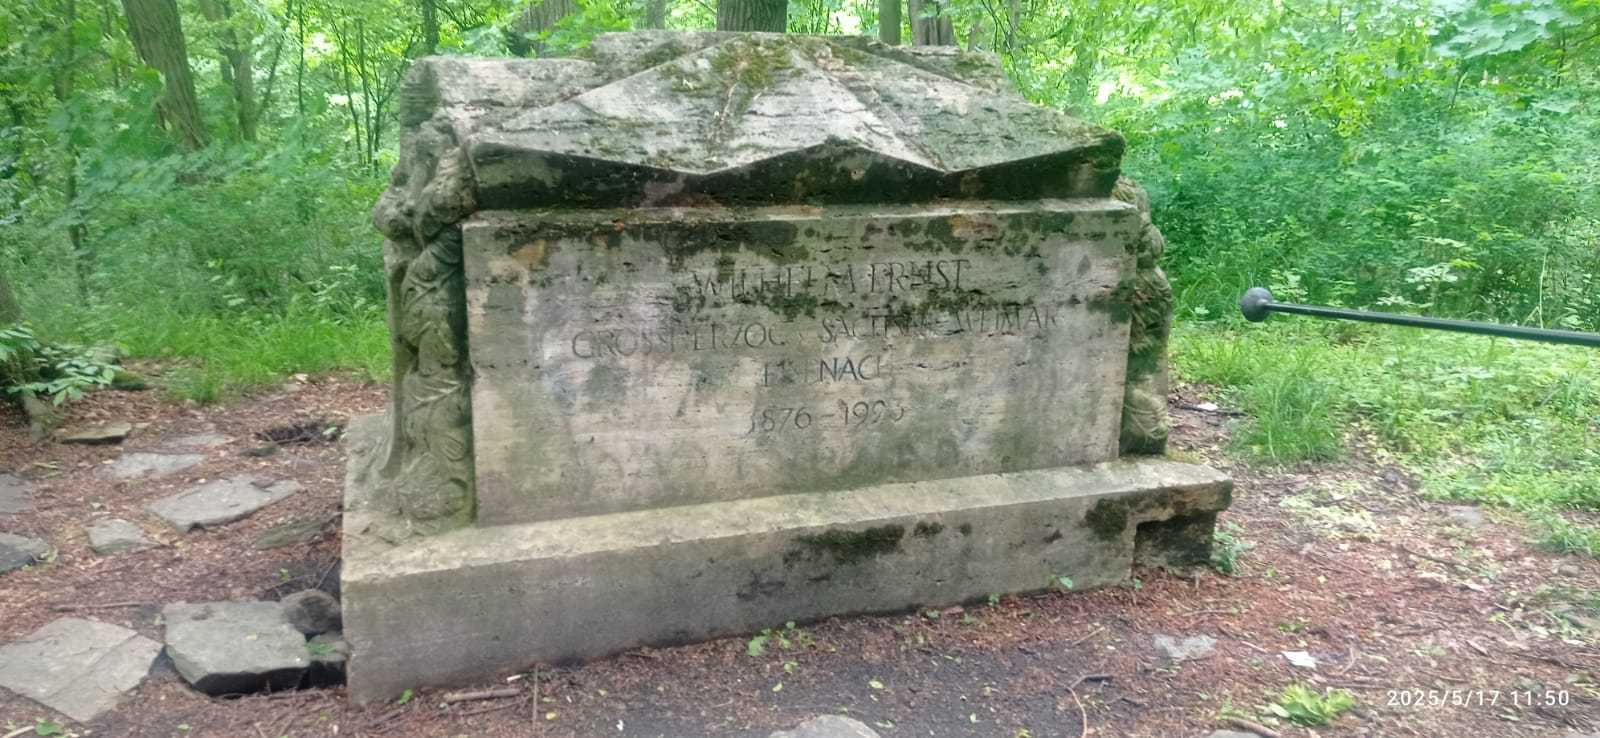 WILHELM ERNST
GROSSHERZOG V. SACHSEN-WEIMAR
EISENACH
1876-1923
2025/5/17 11:50